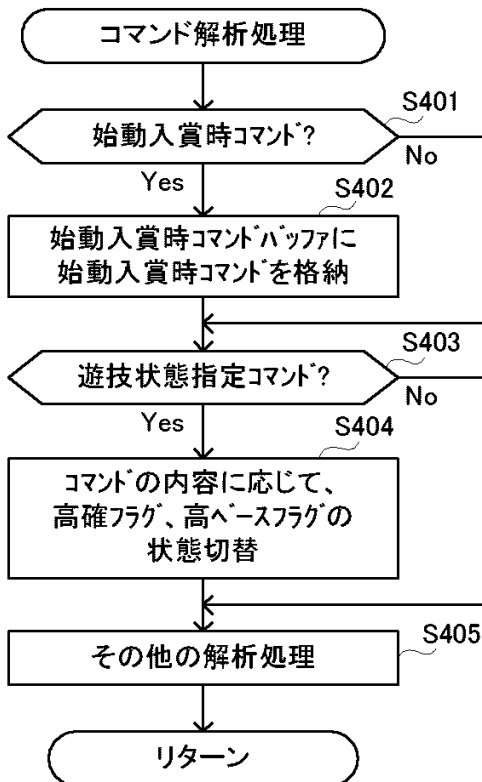 コマンド解析処理
S401
始動入賞時コマンド?
No
Yes
S402
始動入賞時コマンドバッファに
始動入賞時コマンドを格納
S403
遊技状態指定コマンド?
No
Yes
S404
コマンドの内容に応じて、
高確フラグ、高ベースフラグの
状態切替
S405
その他の解析処理
リターン